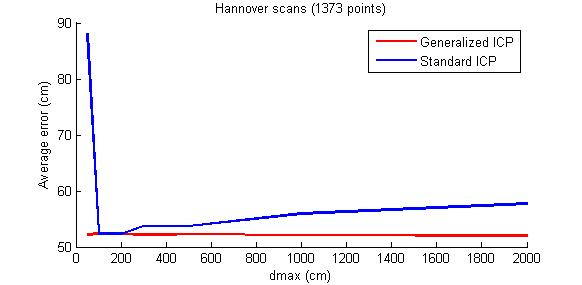 Hannover scans (1373 points)
90
80
70
60
50
Average error (cm)
Generalized ICP
Standard ICP
0 200 400 600 800 1000 1200 1400 1600 1800 2000
dmax (cm)